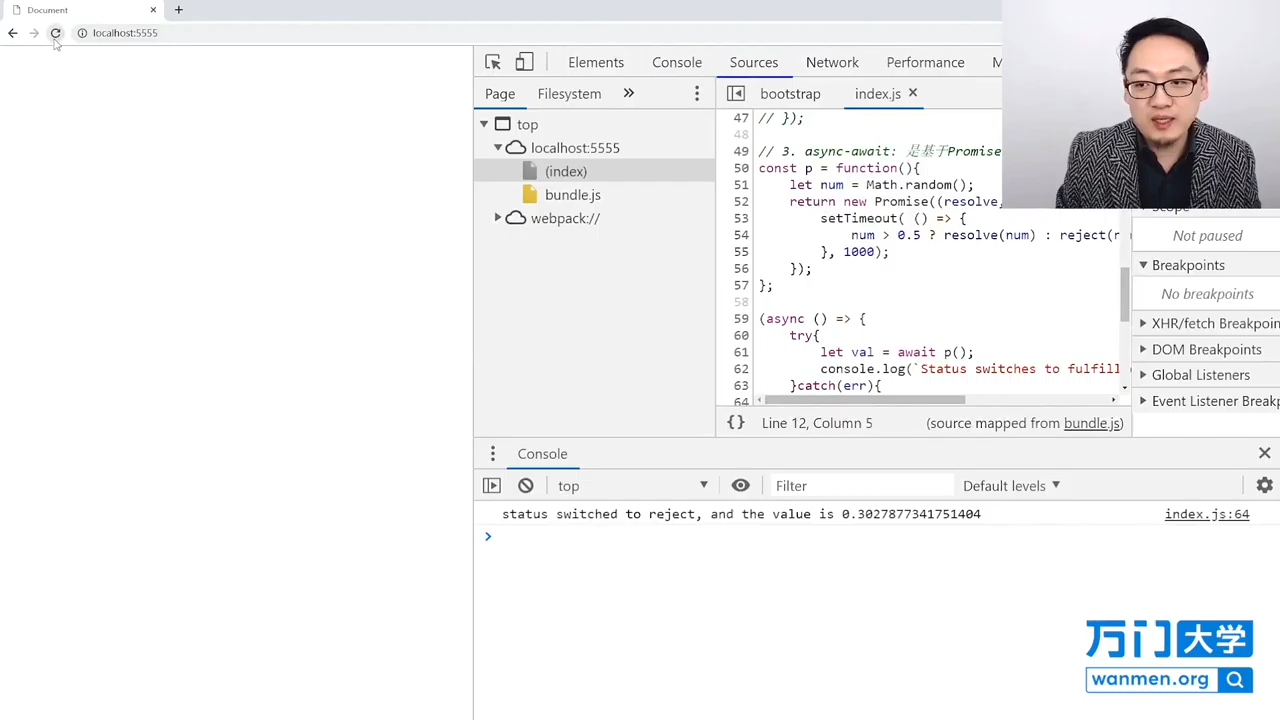 Document
localhost:5555
Elements
Console
Sources
Network
Performance
M
Page
Filesystem
bootstrap
index.js
top
localhost:5555
(index)
bundle.js
webpack://
47 // });
48
49 // 3. async-await: 是基于Promise
50 const p = function(){
51 let num = Math.random();
52 return new Promise((resolve,
53 setTimeout( () => {
54 num > 0.5 ? resolve(num) : reject(n
55 }, 1000);
56 });
57 };
58
59 (async () => {
60 try{
61 let val = await p();
62 console.log(`Status switches to fulfill
63 }catch(err){
64
{} Line 12, Column 5 (source mapped from bundle.js)
Scope
Not paused
Breakpoints
No breakpoints
XHR/fetch Breakpoin
DOM Breakpoints
Global Listeners
Event Listener Breakp
Console
top
Filter
Default levels
status switched to reject, and the value is 0.3027877341751404 index.js:64
万门大学
wanmen.org